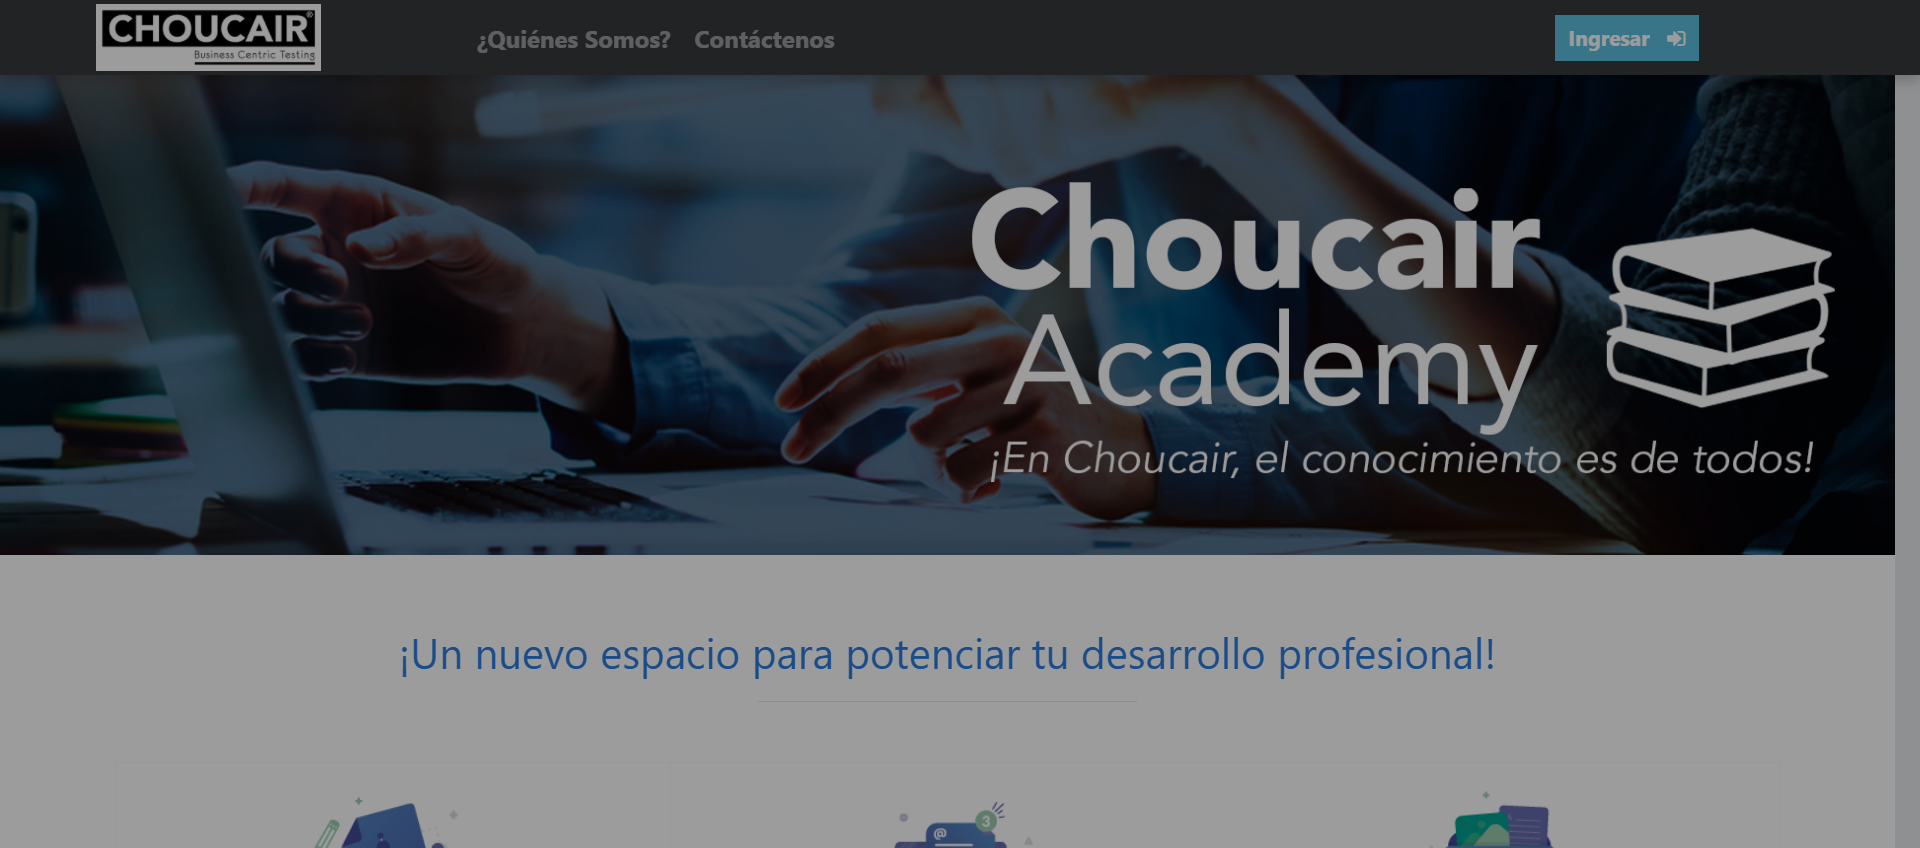 CHOUCAIR®
Business Centric Testing
¿Quiénes Somos? Contáctenos
Ingresar
Choucair
Academy
¡En Choucair, el conocimiento es de todos!
¡Un nuevo espacio para potenciar tu desarrollo profesional!
@ 3